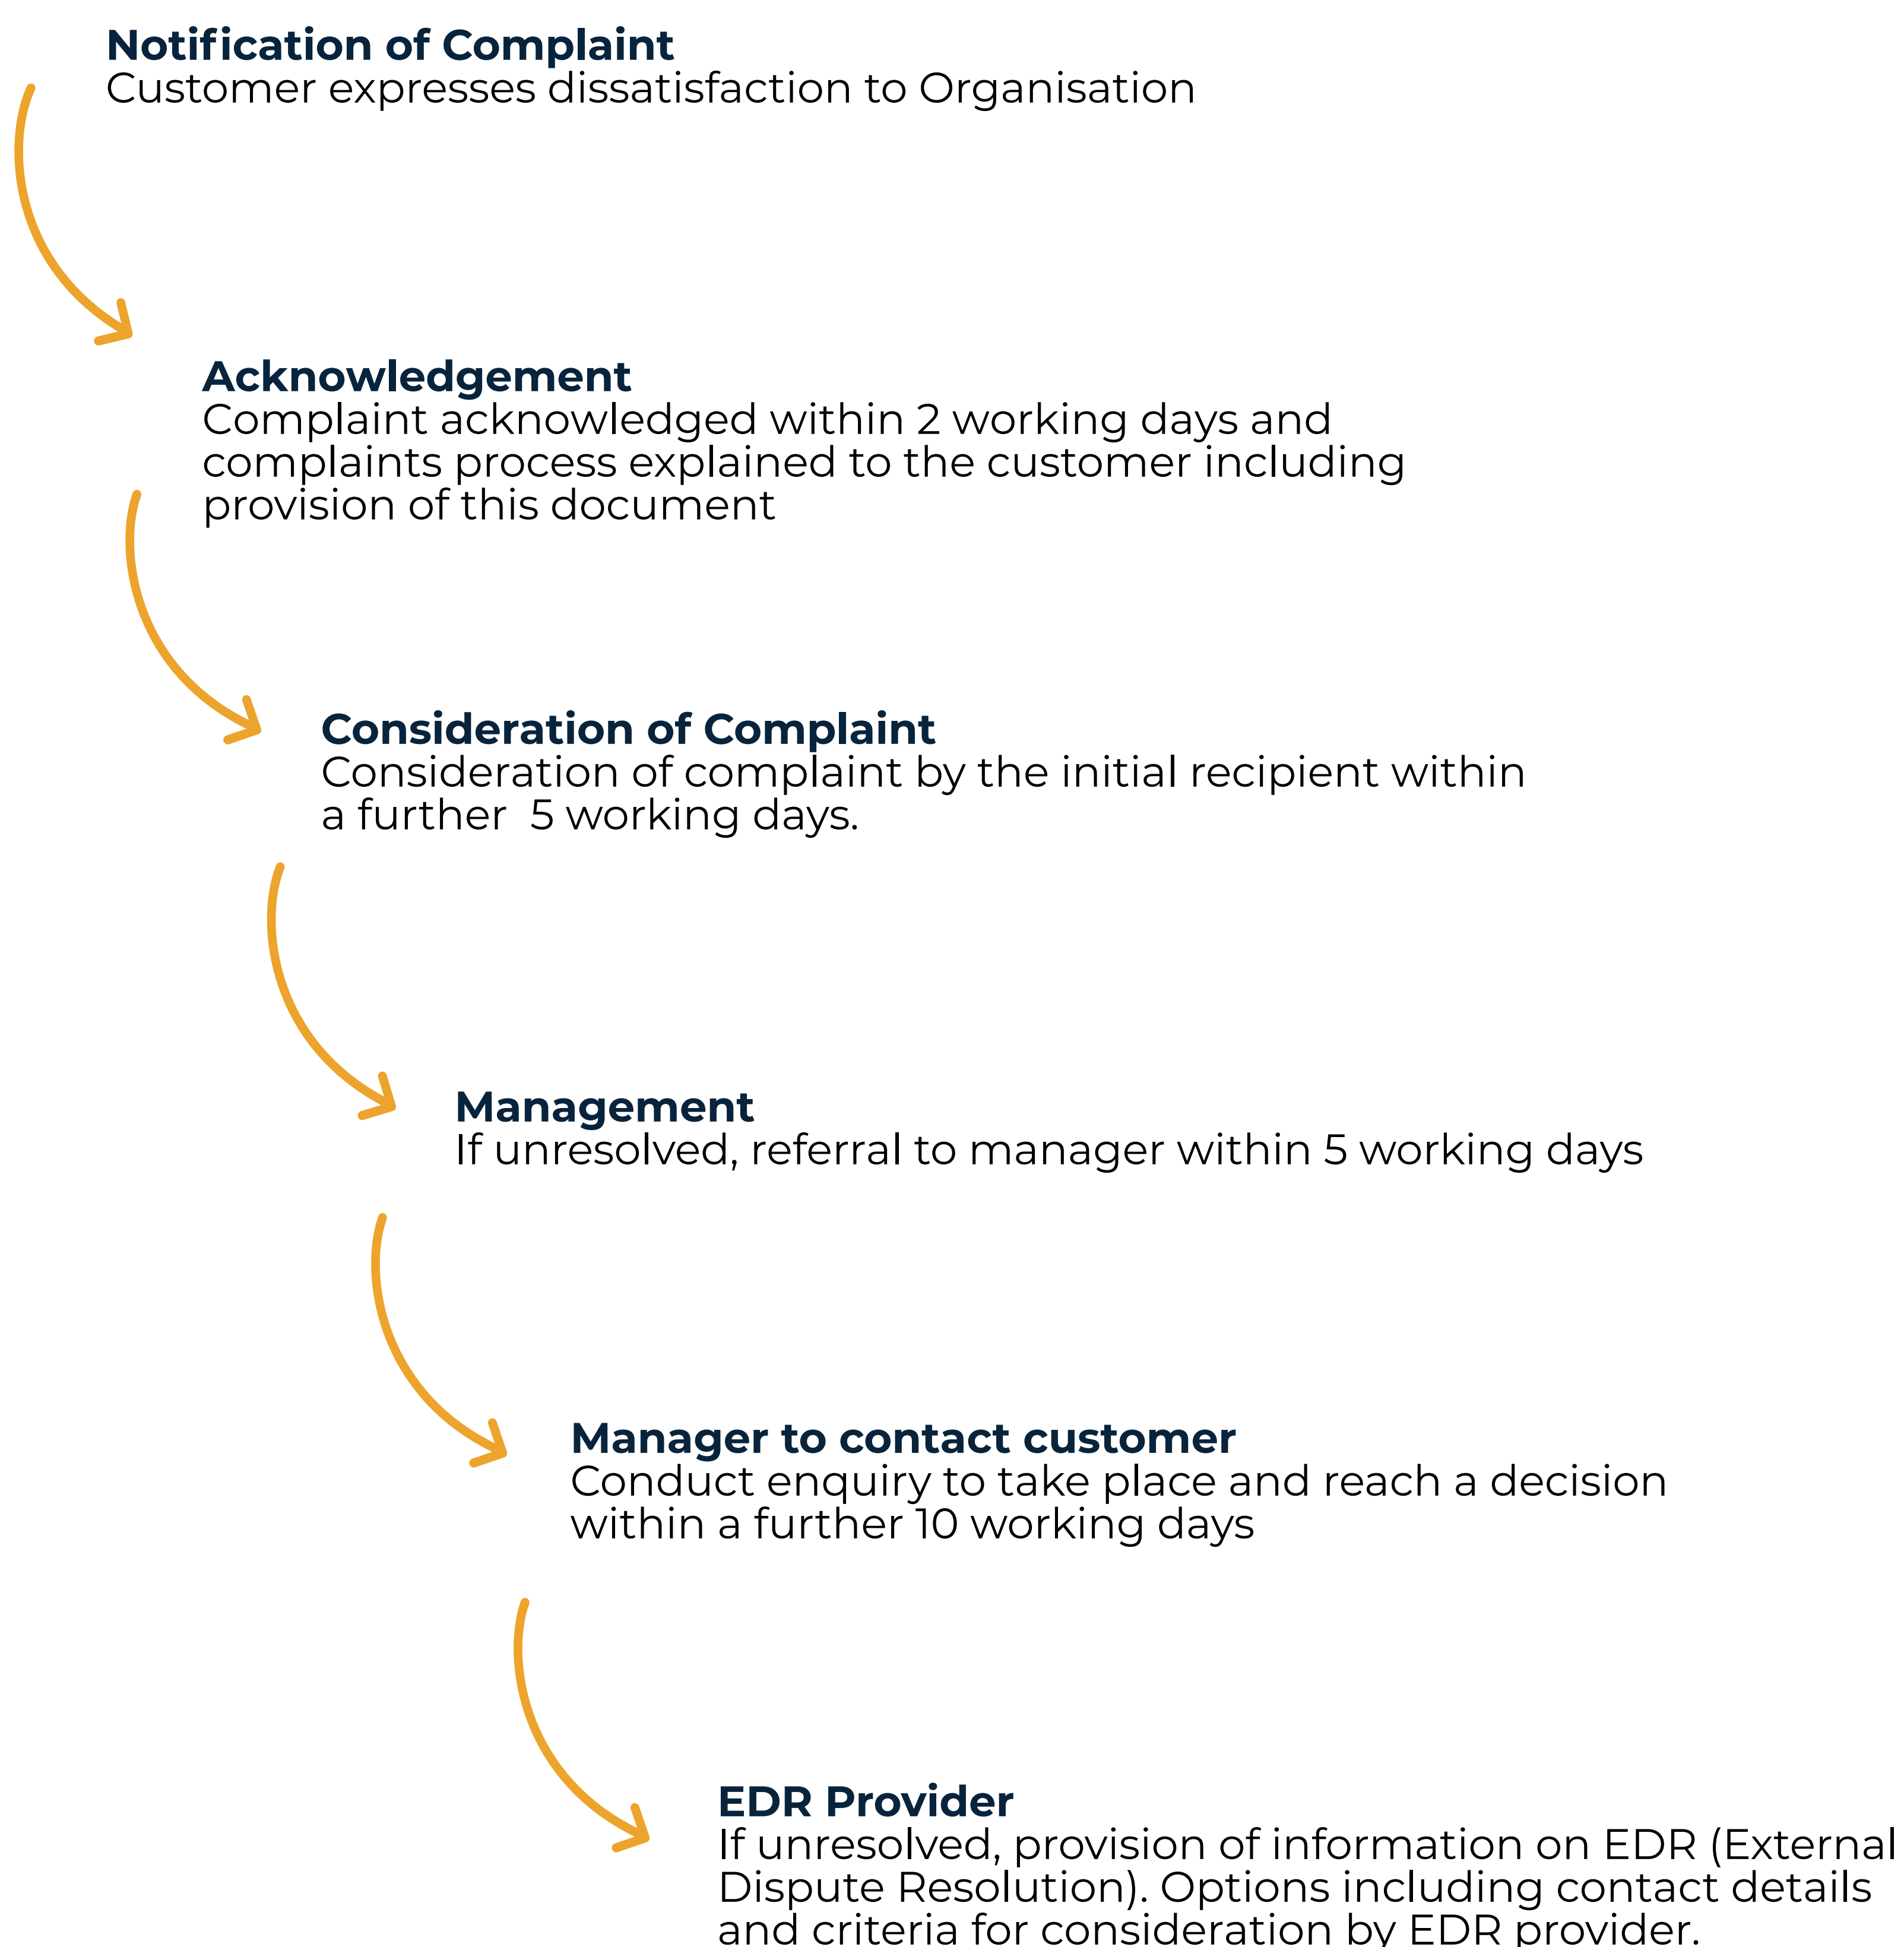 Notification of Complaint
Customer expresses dissatisfaction to Organisation
Acknowledgement
Complaint acknowledged within 2 working days and
complaints process explained to the customer including
provision of this document
Consideration of Complaint
Consideration of complaint by the initial recipient within
a further  5 working days.
Management
If unresolved, referral to manager within 5 working days
Manager to contact customer
Conduct enquiry to take place and reach a decision
within a further 10 working days
EDR Provider
If unresolved, provision of information on EDR (External
Dispute Resolution). Options including contact details
and criteria for consideration by EDR provider.